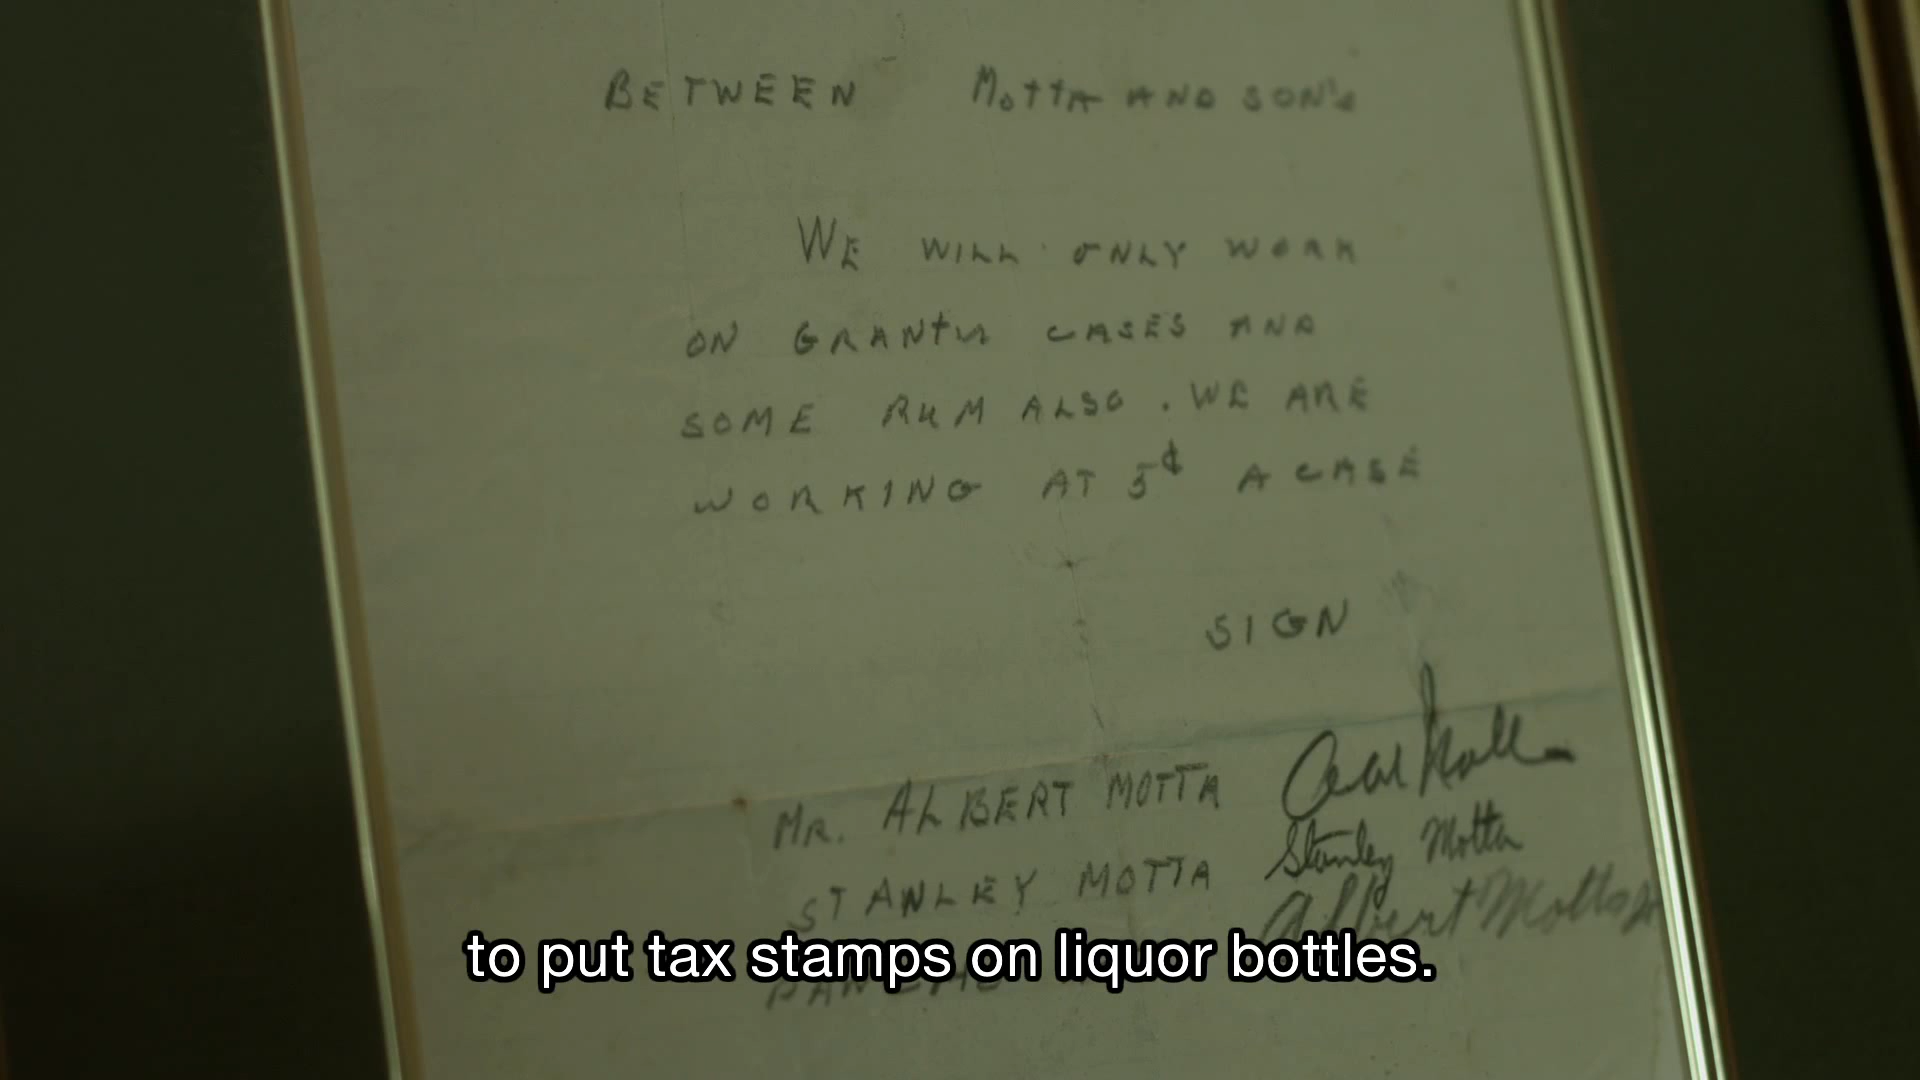 BETWEEN MOTTA AND SON'S
WE WILL ONLY WORK
ON GRANTS CASES AND
SOME RUM ALSO. WE ARE
WORKING AT 5¢ A CASE
SIGN
MR. ALBERT MOTTA
STANLEY MOTTA Stanley Motta
Albert Motta Jr
to put tax stamps on liquor bottles.